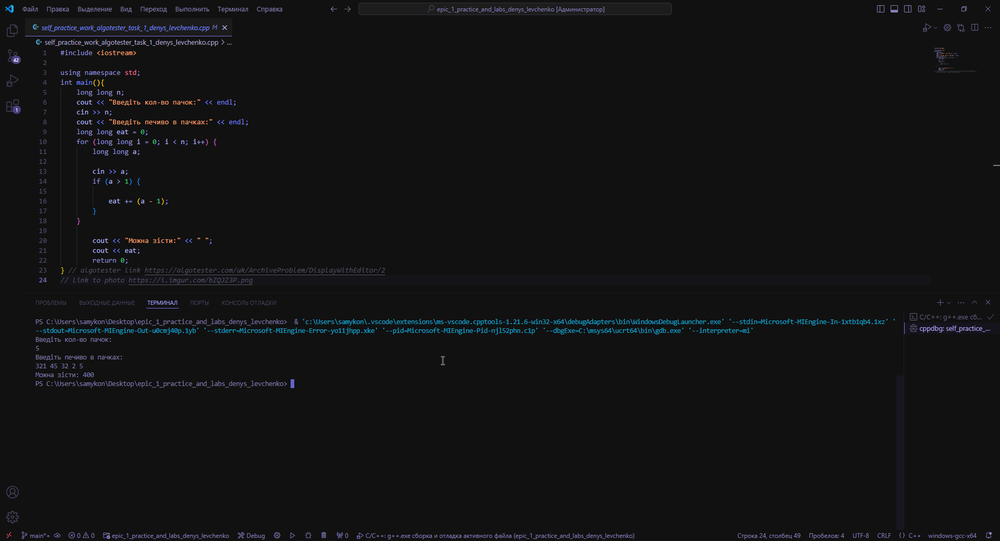 Файл Правка Выделение Вид Переход Выполнить Терминал Справка epic_1_practice_and_labs_denys_levchenko [Администратор]
self_practice_work_algotester_task_1_denys_levchenko.cpp M
self_practice_work_algotester_task_1_denys_levchenko.cpp > ...
42
1
1 #include <iostream>
2
3 using namespace std;
4 int main(){
5 long long n;
6 cout << "Введіть кол-во пачок:" << endl;
7 cin >> n;
8 cout << "Введіть печиво в пачках:" << endl;
9 long long eat = 0;
10 for (long long i = 0; i < n; i++) {
11 long long a;
12
13 cin >> a;
14 if (a > 1) {
15
16 eat += (a - 1);
17 }
18 }
19
20 cout << "Можна зісти:" << " ";
21 cout << eat;
22 return 0;
23 } // algotester link https://algotester.com/uk/ArchiveProblem/DisplayWithEditor/2
24 // link to photo https://i.imgur.com/bZQJZ3P.png
ПРОБЛЕМЫ ВЫХОДНЫЕ ДАННЫЕ ТЕРМИНАЛ ПОРТЫ КОНСОЛЬ ОТЛАДКИ
PS C:\Users\samykon\Desktop\epic_1_practice_and_labs_denys_levchenko> & 'c:\Users\samykon\.vscode\extensions\ms-vscode.cpptools-1.21.6-win32-x64\debugAdapters\bin\WindowsDebugLauncher.exe' '--stdin=Microsoft-MIEngine-In-1xtb1qb4.1xz' '
--stdout=Microsoft-MIEngine-Out-u0cmj40p.1yb' '--stderr=Microsoft-MIEngine-Error-yo11jhpp.xke' '--pid=Microsoft-MIEngine-Pid-njl52phn.c1p' '--dbgExe=C:\msys64\ucrt64\bin\gdb.exe' '--interpreter=mi'
Введіть кол-во пачок:
5
Введіть печиво в пачках:
321 45 32 2 5
Можна зісти: 400
PS C:\Users\samykon\Desktop\epic_1_practice_and_labs_denys_levchenko>
C/C++: g++.exe сб...
cppdbg: self_practice_...
main*+ 0 0 epic_1_practice_and_labs_denys_levchenko Debug 0 C/C++: g++.exe сборка и отладка активного файла (epic_1_practice_and_labs_denys_levchenko) Строка 24, столбец 49 Пробелов: 4 UTF-8 CRLF {} C++ windows-gcc-x64